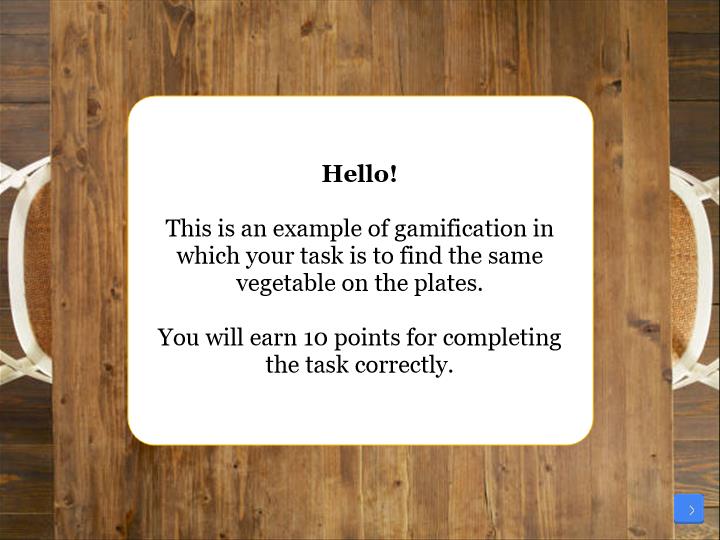 Hello!
This is an example of gamification in
which your task is to find the same
vegetable on the plates.
You will earn 10 points for completing
the task correctly.